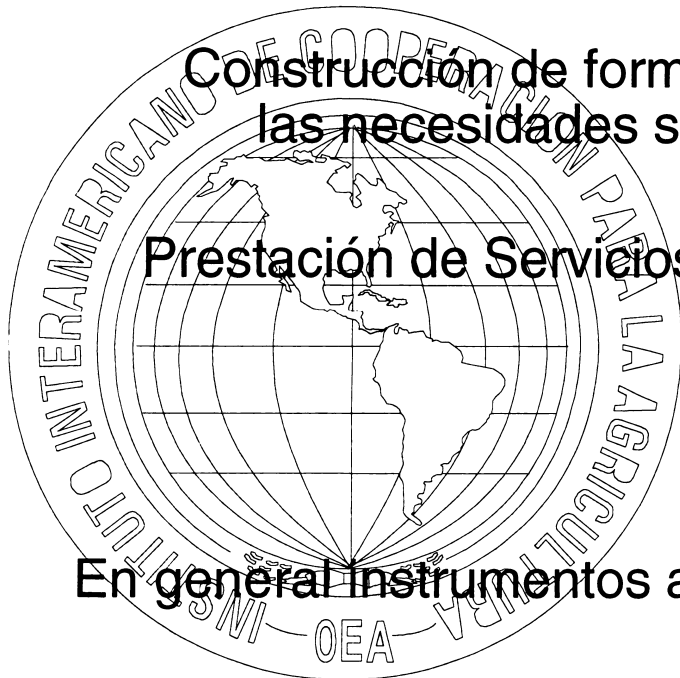 Construcción de form
las necesidades s
Prestación de Servicios
En general instrumentos a
INSTITUTO INTERAMERICANO DE COOPERACION PARA LA AGRICULTURA
OEA